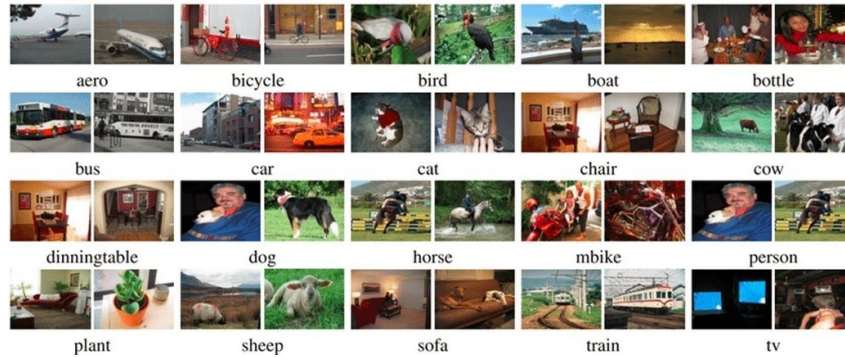 aero bicycle bird boat bottle
bus car cat chair cow
dinningtable dog horse mbike person
plant sheep sofa train tv